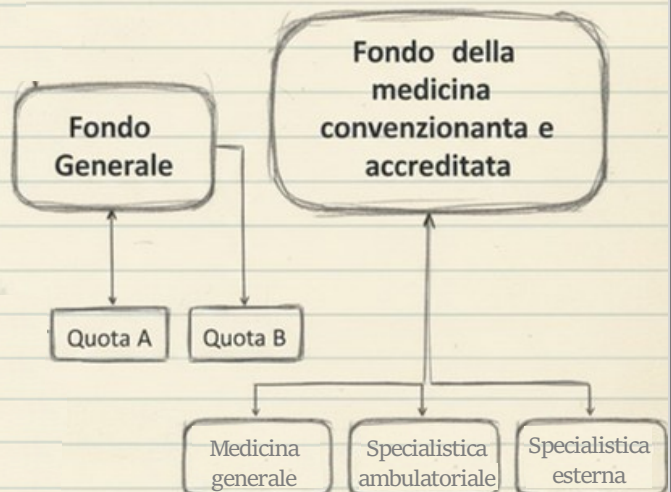 Fondo
Generale
Fondo della
medicina
convenzionanta e
accreditata
Quota A
Quota B
Medicina
generale
Specialistica
ambulatoriale
Specialistica
esterna